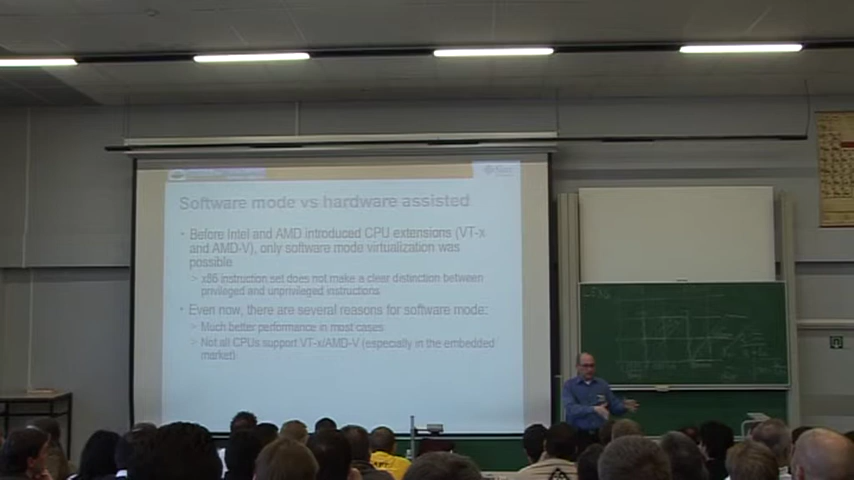 Sun
Software mode vs hardware assisted
• Before Intel and AMD introduced CPU extensions (VT-x
and AMD-V), only software mode virtualization was
possible
> x86 instruction set does not make a clear distinction between
privileged and unprivileged instructions
• Even now, there are several reasons for software mode:
> Much better performance in most cases
> Not all CPUs support VT-x/AMD-V (especially in the embedded
market)